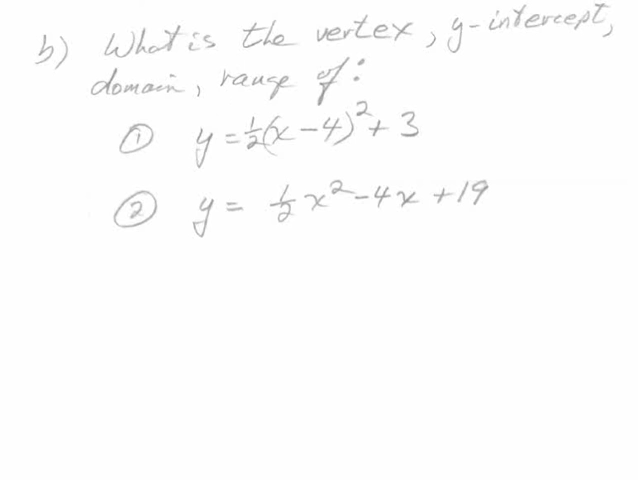 b) What is the vertex, y-intercept,
domain, range of:
① y = ½(x - 4)² + 3
② y = ½x² - 4x + 19